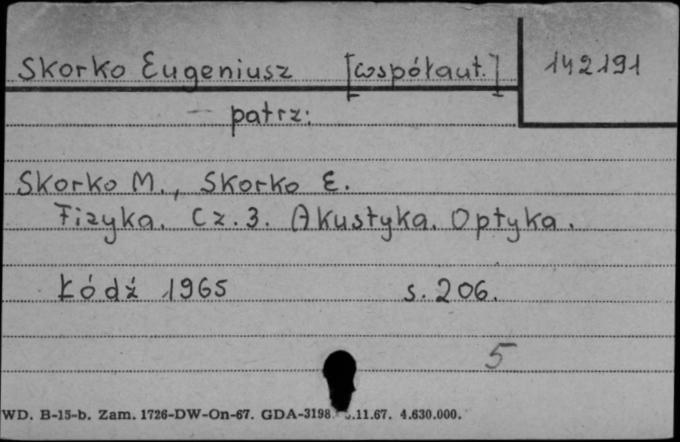 Skorko Eugeniusz [współaut.] 142191
patrz:
Skorko M., Skorko E.
Fizyka. Cz. 3. Akustyka. Optyka.
Łódź 1965 s. 206.
5
WD. B-15-b. Zam. 1726-DW-On-67. GDA-3198 .11.67. 4.630.000.